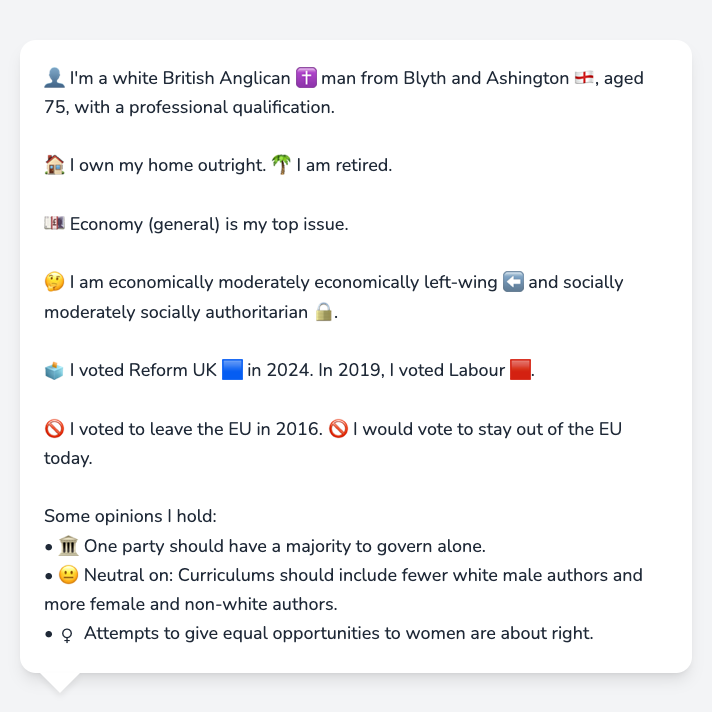 👤 I'm a white British Anglican ✝️ man from Blyth and Ashington 🏴󠁧󠁢󠁥󠁮󠁧󠁿, aged
75, with a professional qualification.
🏠 I own my home outright. 🌴 I am retired.
💷 Economy (general) is my top issue.
🤔 I am economically moderately economically left-wing ⬅️ and socially
moderately socially authoritarian 🔒.
🗳️ I voted Reform UK 🟦 in 2024. In 2019, I voted Labour 🟥.
🚫 I voted to leave the EU in 2016. 🚫 I would vote to stay out of the EU
today.
Some opinions I hold:
• 🏛️ One party should have a majority to govern alone.
• 😐 Neutral on: Curriculums should include fewer white male authors and
more female and non-white authors.
• ♀ Attempts to give equal opportunities to women are about right.